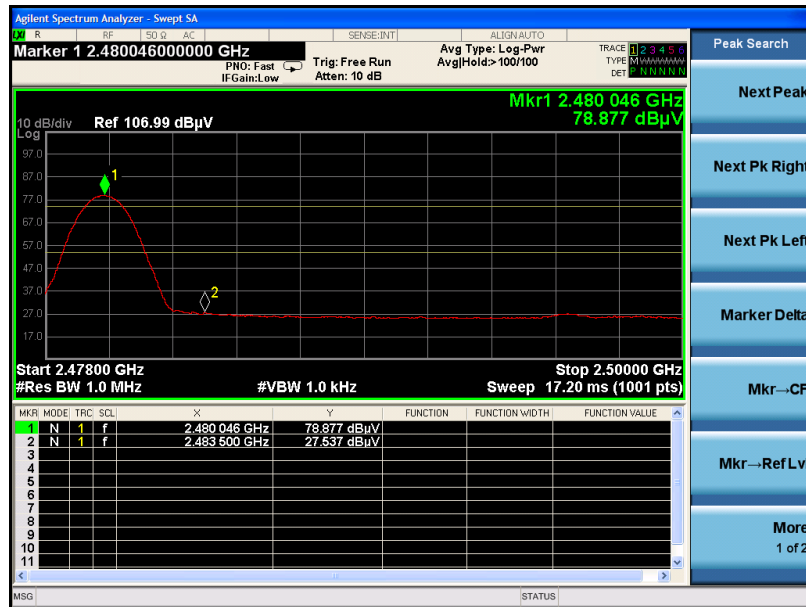 Agilent Spectrum Analyzer - Swept SA
LXI R RF 50 Ω AC SENSE:INT ALIGN AUTO
Marker 1 2.480046000000 GHz
PNO: Fast
IFGain:Low
Trig: Free Run
Atten: 10 dB
Avg Type: Log-Pwr
Avg|Hold:>100/100
TRACE 1 2 3 4 5 6
TYPE M W W W W W
DET P N N N N N
Mkr1 2.480 046 GHz
78.877 dBµV
10 dB/div Ref 106.99 dBµV
Log
97.0
87.0
77.0
67.0
57.0
47.0
37.0
27.0
17.0
1
2
Start 2.47800 GHz Stop 2.50000 GHz
#Res BW 1.0 MHz #VBW 1.0 kHz Sweep 17.20 ms (1001 pts)
MKR MODE TRC SCL X Y FUNCTION FUNCTION WIDTH FUNCTION VALUE
1 N 1 f 2.480 046 GHz 78.877 dBµV
2 N 1 f 2.483 500 GHz 27.537 dBµV
3
4
5
6
7
8
9
10
11
MSG STATUS
Peak Search
Next Peak
Next Pk Right
Next Pk Left
Marker Delta
Mkr→CF
Mkr→Ref Lv
More
1 of 2